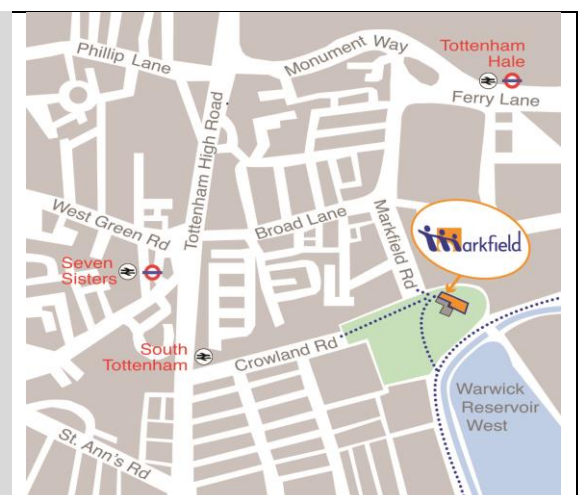 Phillip Lane
Monument Way
Tottenham
Hale
Ferry Lane
Tottenham High Road
West Green Rd
Broad Lane
Markfield Rd
Markfield
Seven
Sisters
South
Tottenham
Crowland Rd
Warwick
Reservoir
West
St. Ann's Rd